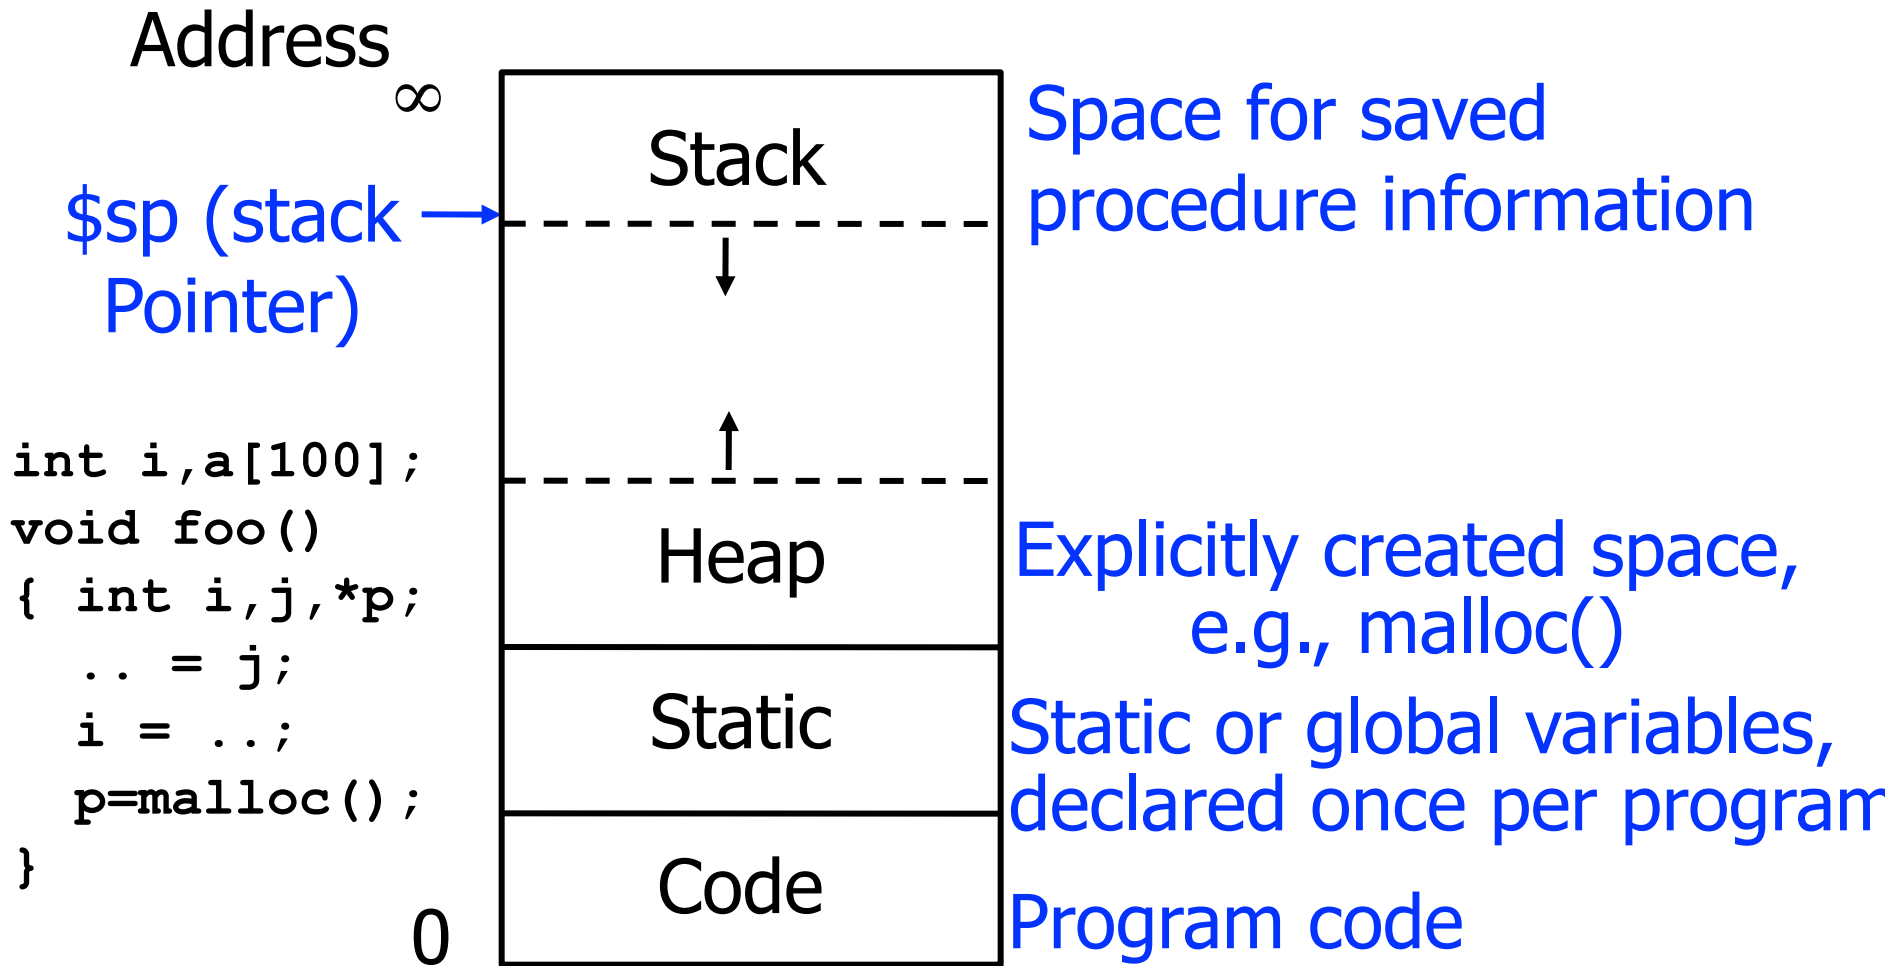 Address
∞
Stack
Space for saved
procedure information
$sp (stack
Pointer)
int i,a[100];
void foo()
{ int i,j,*p;
.. = j;
i = ..;
p=malloc();
}
Heap
Explicitly created space,
e.g., malloc()
Static
Static or global variables,
declared once per program
Code
Program code
0